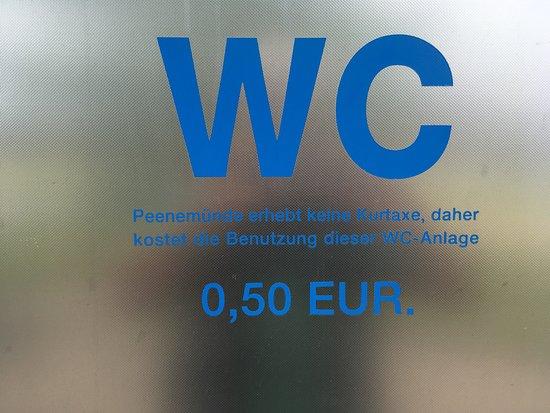 WC
Peenemünde erhebt keine Kurtaxe, daher
kostet die Benutzung dieser WC-Anlage
0,50 EUR.